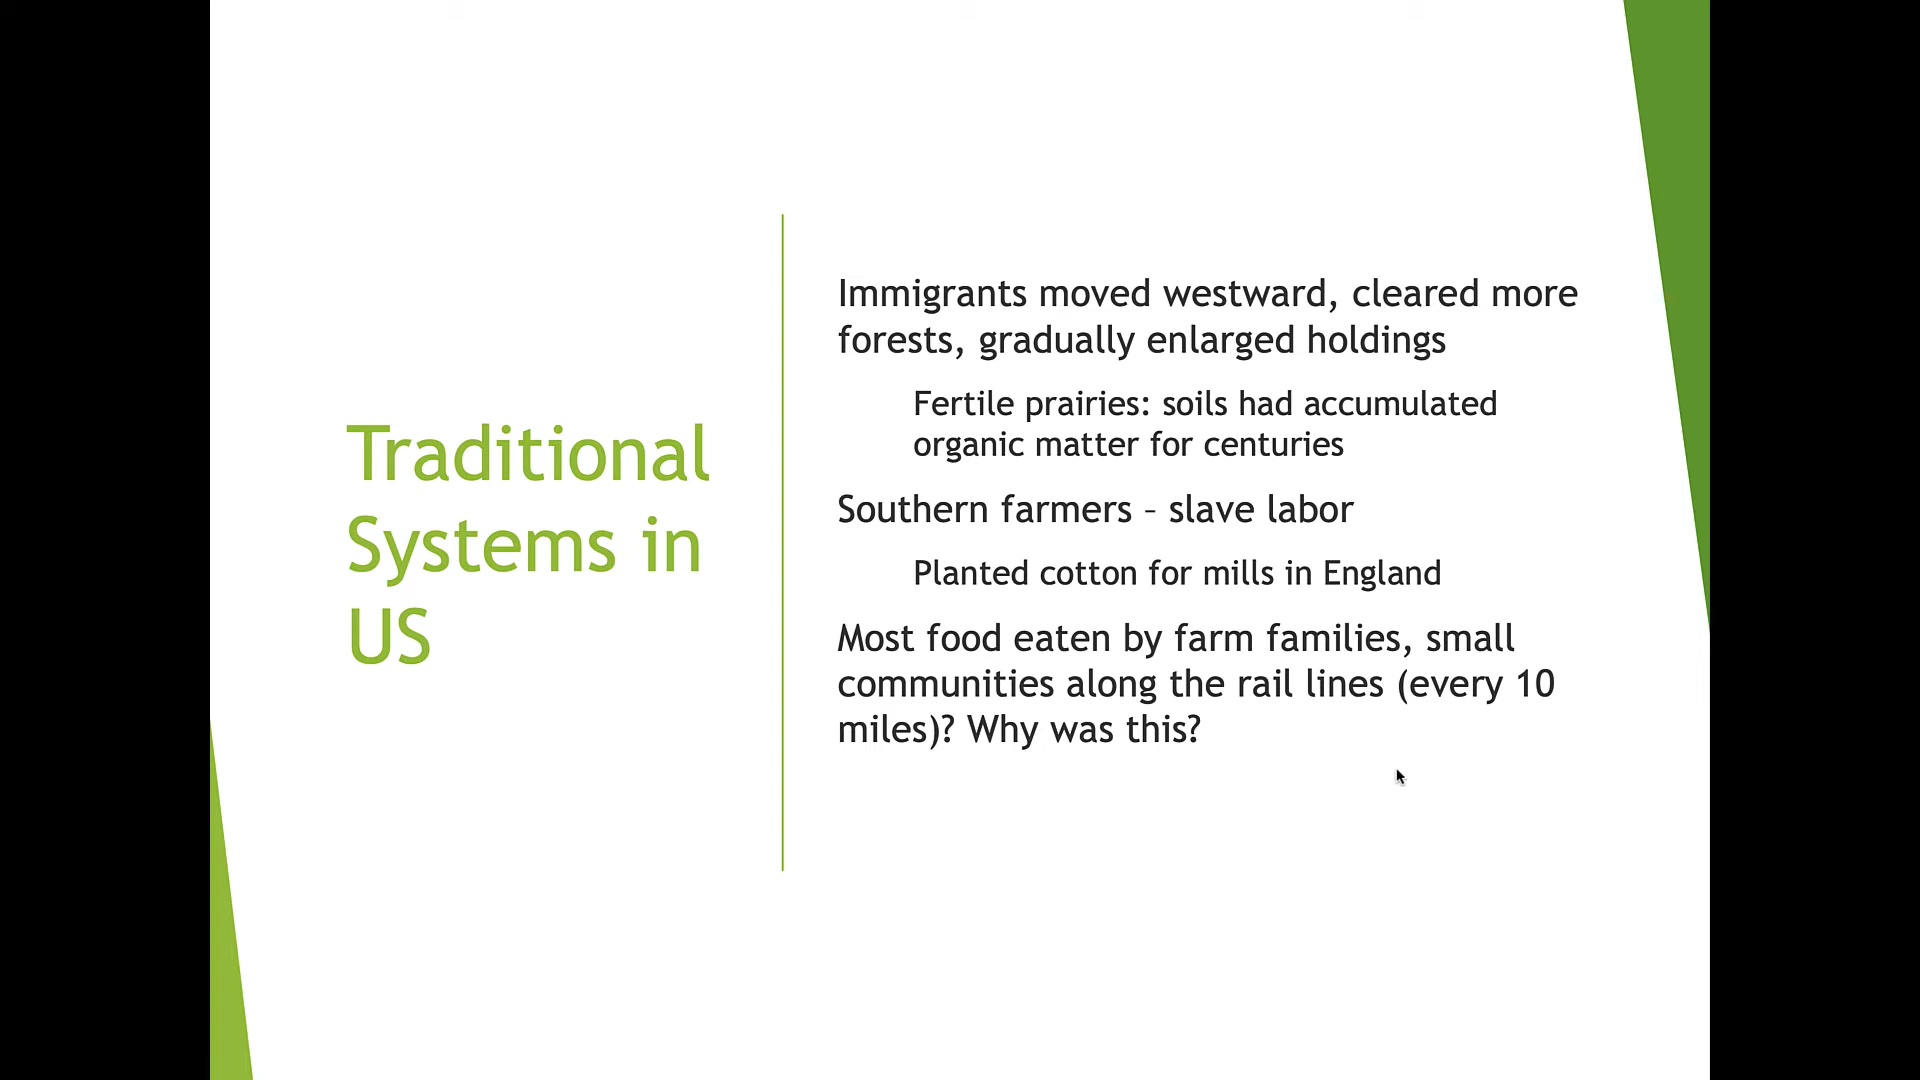 Traditional
Systems in
US
Immigrants moved westward, cleared more
forests, gradually enlarged holdings
Fertile prairies: soils had accumulated
organic matter for centuries
Southern farmers – slave labor
Planted cotton for mills in England
Most food eaten by farm families, small
communities along the rail lines (every 10
miles)? Why was this?